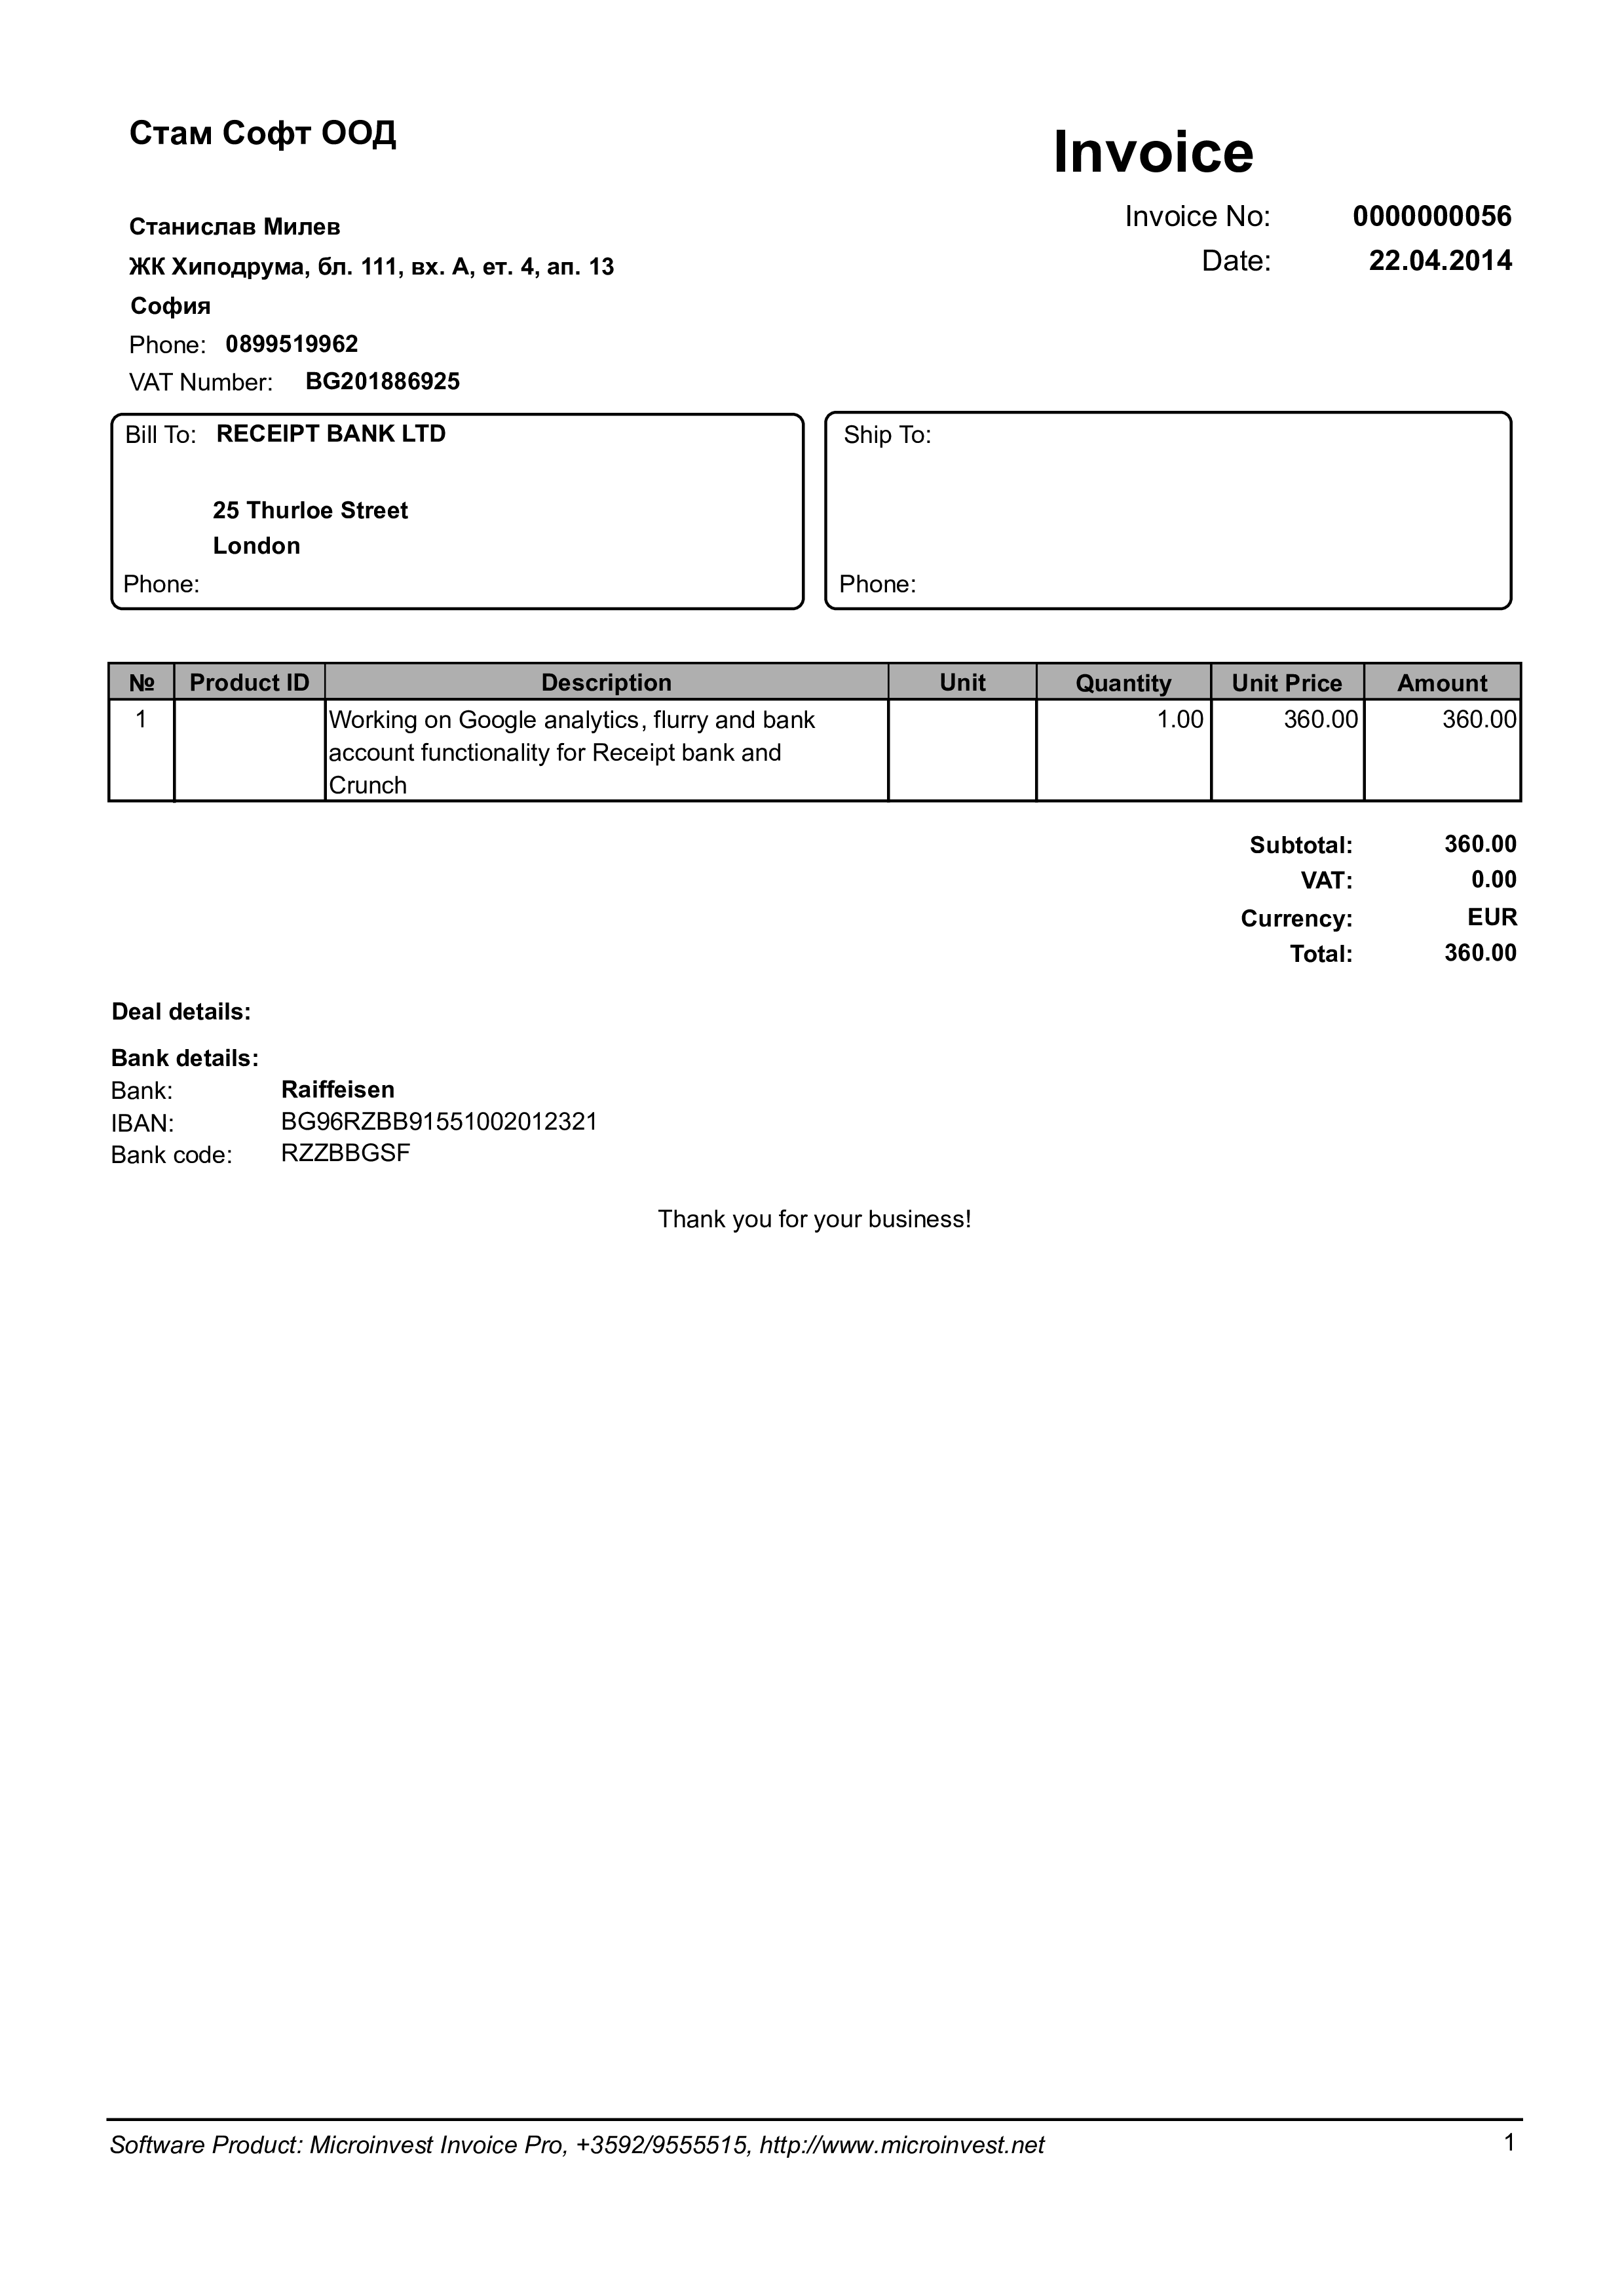 Стам Софт ООД
Invoice
Invoice No: 0000000056
Date: 22.04.2014
Станислав Милев
ЖК Хиподрума, бл. 111, вх. А, ет. 4, ап. 13
София
Phone: 0899519962
VAT Number: BG201886925
Bill To: RECEIPT BANK LTD
25 Thurloe Street
London
Phone:
Ship To:
Phone:
№ Product ID Description Unit Quantity Unit Price Amount
1 Working on Google analytics, flurry and bank 1.00 360.00 360.00
account functionality for Receipt bank and
Crunch
Subtotal: 360.00
VAT: 0.00
Currency: EUR
Total: 360.00
Deal details:
Bank details:
Bank: Raiffeisen
IBAN: BG96RZBB91551002012321
Bank code: RZZBBGSF
Thank you for your business!
Software Product: Microinvest Invoice Pro, +3592/9555515, http://www.microinvest.net 1